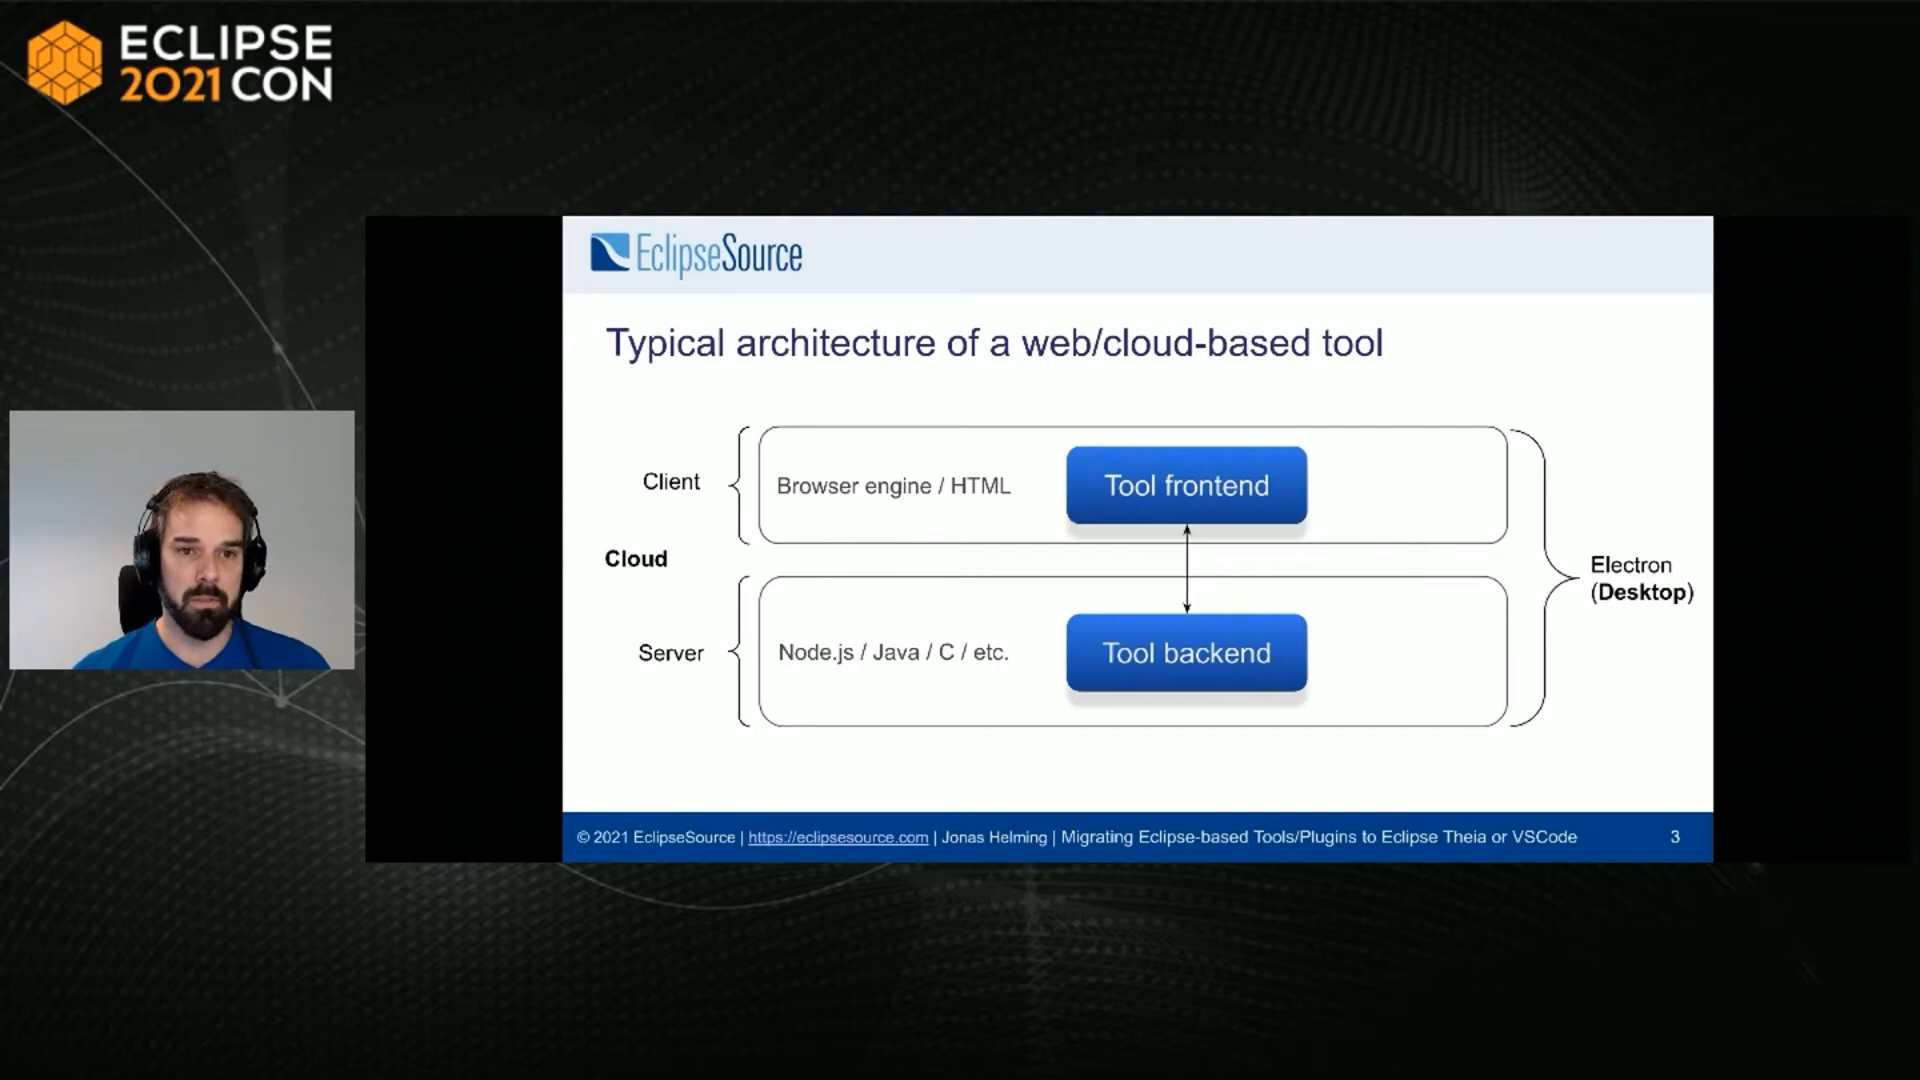 ECLIPSE
2021 CON
EclipseSource
Typical architecture of a web/cloud-based tool
Client
Browser engine / HTML
Tool frontend
Cloud
Electron
(Desktop)
Server
Node.js / Java / C / etc.
Tool backend
© 2021 EclipseSource | https://eclipsesource.com | Jonas Helming | Migrating Eclipse-based Tools/Plugins to Eclipse Theia or VSCode 3